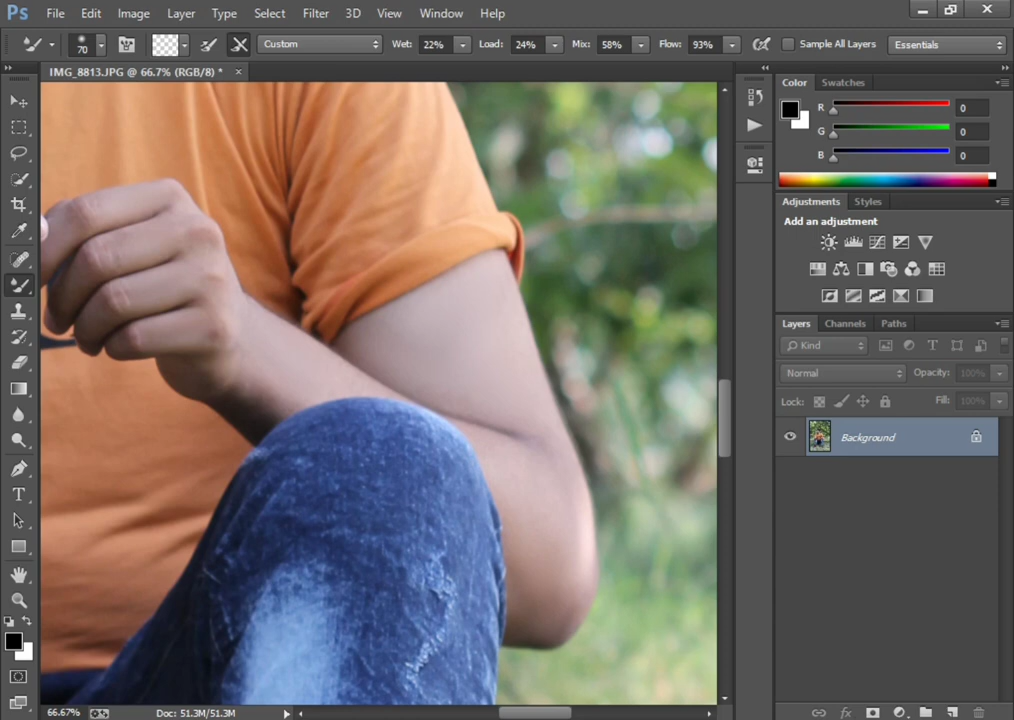 Ps File Edit Image Layer Type Select Filter 3D View Window Help
70 Custom Wet: 22% Load: 24% Mix: 58% Flow: 93% Sample All Layers Essentials
IMG_8813.JPG @ 66.7% (RGB/8) * ×
Color Swatches
R 0
G 0
B 0
Adjustments Styles
Add an adjustment
Layers Channels Paths
Kind
Normal Opacity: 100%
Lock: Fill: 100%
Background
66.67% Doc: 51.3M/51.3M